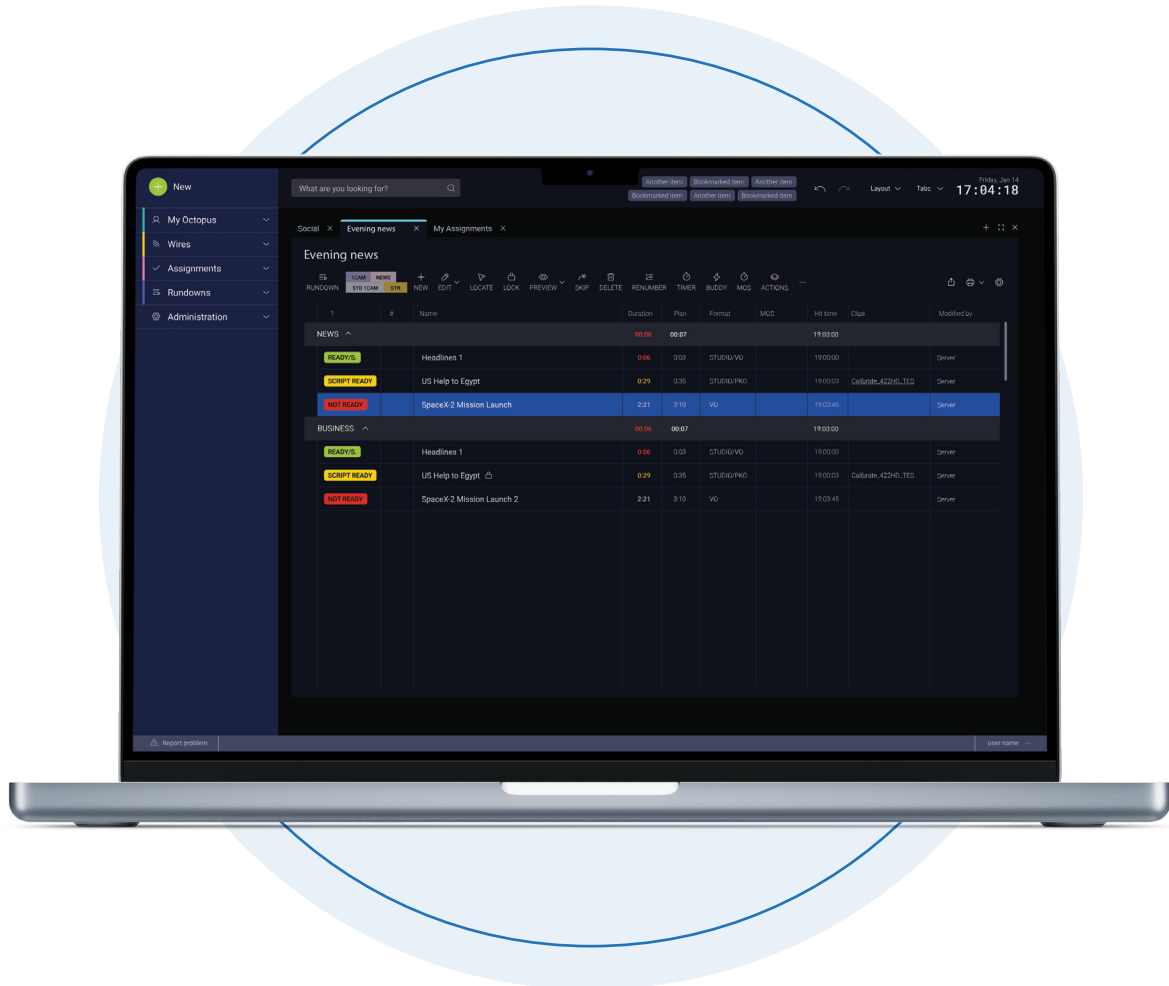 New
What are you looking for?
Another item Bookmarked item Another item
Bookmarked item Another item Bookmarked item
Layout Tabs
Friday, Jan 14
17:04:18
My Octopus
Wires
Assignments
Rundowns
Administration
Social Evening news My Assignments
Evening news
1CAM NEWS
STD 1CAM STR
RUNDOWN NEW EDIT LOCATE LOCK PREVIEW SKIP DELETE RENUMBER TIMER BUDDY MOS ACTIONS ...
? # Name Duration Plan Format MOS Hit time Clips Modified by
NEWS 00:06 00:07 19:00:00
READY/S. Headlines 1 0:06 0:03 STUDIO/VO 19:00:00 Server
SCRIPT READY US Help to Egypt 0:29 0:35 STUDIO/PKG 19:00:03 Calibrate_422HD_TES Server
NOT READY SpaceX-2 Mission Launch 2:21 3:10 VO 19:03:45 Server
BUSINESS 00:06 00:07 19:00:00
READY/S. Headlines 1 0:06 0:03 STUDIO/VO 19:00:00 Server
SCRIPT READY US Help to Egypt 0:29 0:35 STUDIO/PKG 19:00:03 Calibrate_422HD_TES Server
NOT READY SpaceX-2 Mission Launch 2 2:21 3:10 VO 19:03:45 Server
Report problem
user name ...